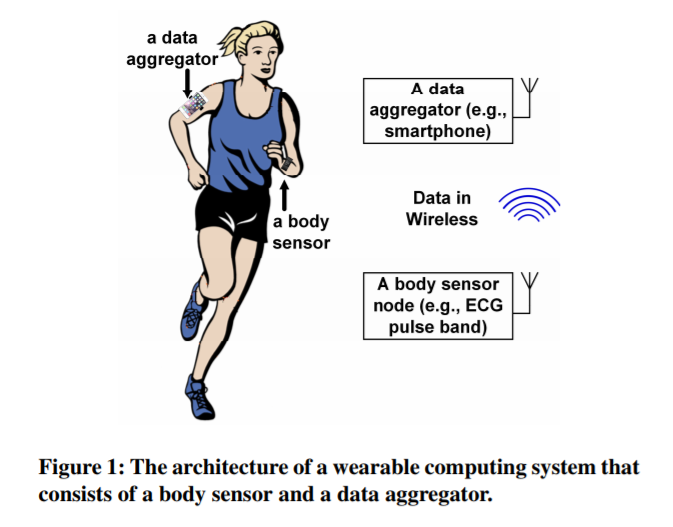 a data
aggregator
a body
sensor
A data
aggregator (e.g.,
smartphone)
Data in
Wireless
A body sensor
node (e.g., ECG
pulse band)
Figure 1: The architecture of a wearable computing system that
consists of a body sensor and a data aggregator.